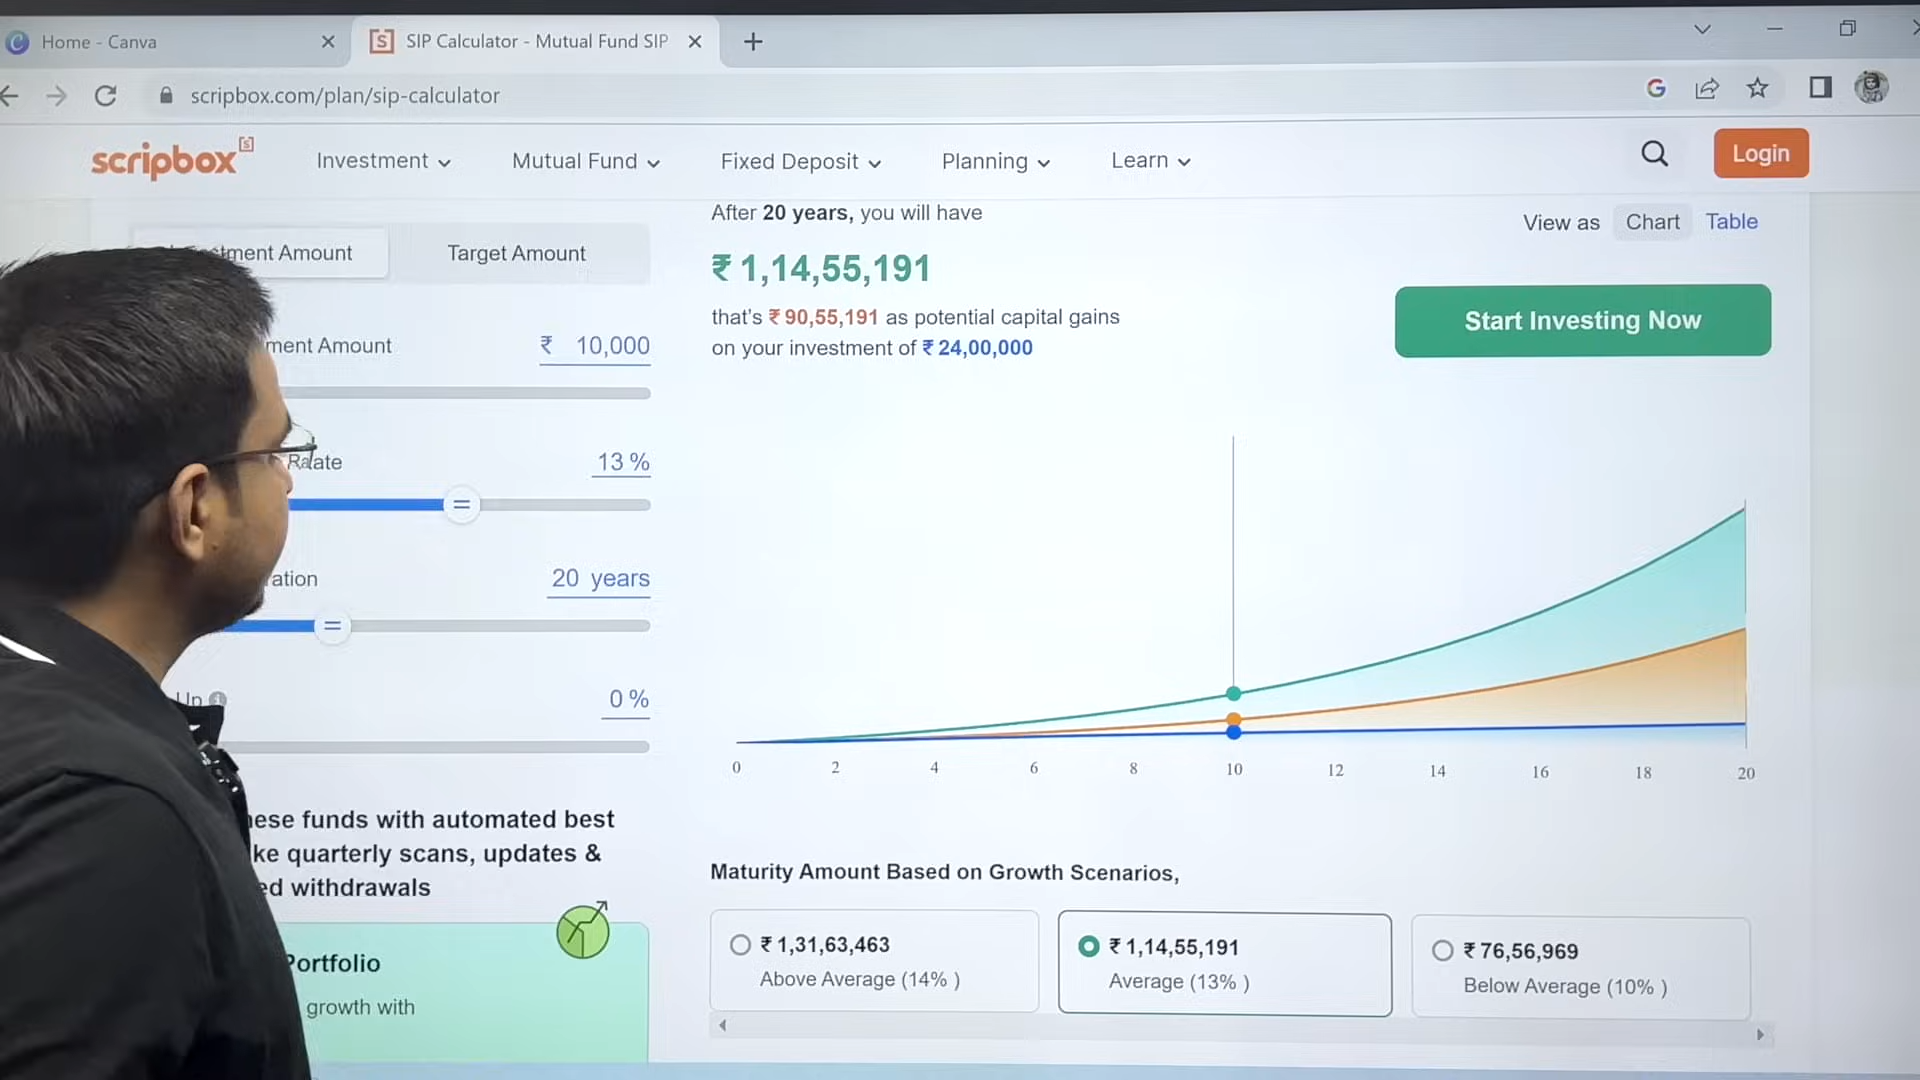 Home - Canva
SIP Calculator - Mutual Fund SIP
scripbox.com/plan/sip-calculator
scripbox
Investment
Mutual Fund
Fixed Deposit
Planning
Learn
Login
tment Amount
Target Amount
ment Amount
₹ 10,000
13 %
ration
20 years
Up
0 %
After 20 years, you will have
₹ 1,14,55,191
that's ₹ 90,55,191 as potential capital gains
on your investment of ₹ 24,00,000
View as Chart Table
Start Investing Now
0 2 4 6 8 10 12 14 16 18 20
ese funds with automated best
ke quarterly scans, updates &
ed withdrawals
Portfolio
growth with
Maturity Amount Based on Growth Scenarios,
₹ 1,31,63,463
Above Average (14% )
₹ 1,14,55,191
Average (13% )
₹ 76,56,969
Below Average (10% )